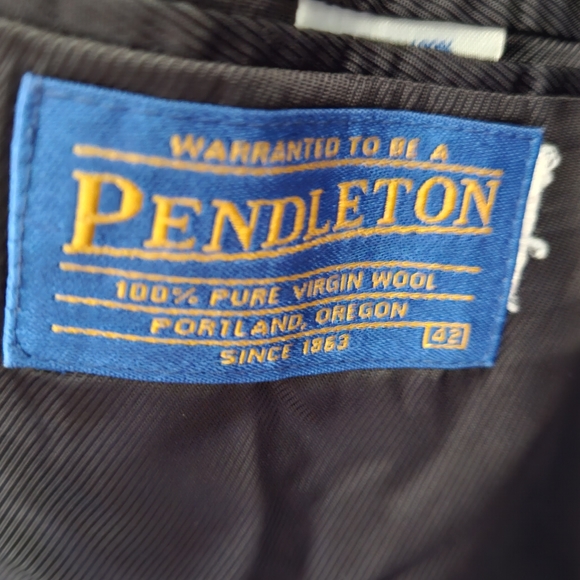 WARRANTED TO BE A
PENDLETON
100% PURE VIRGIN WOOL
PORTLAND, OREGON
SINCE 1863
42